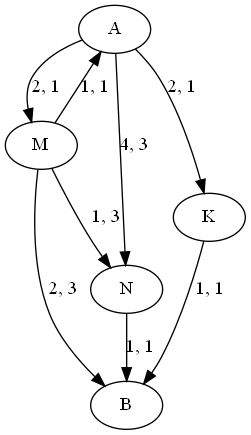 A
2, 1
1, 1
2, 1
M
4, 3
K
1, 3
N
2, 3
1, 1
1, 1
B